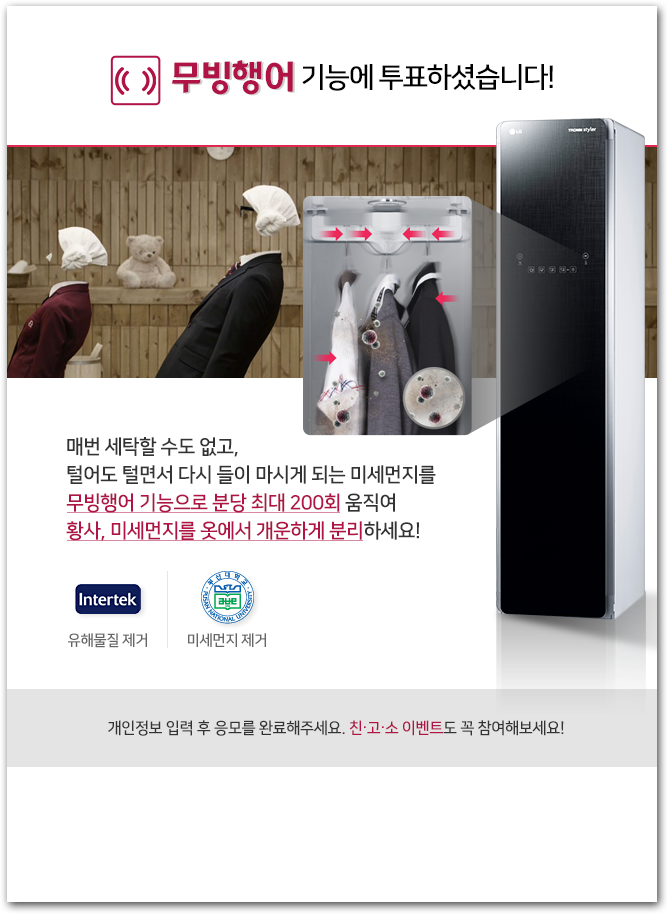 무빙행어 기능에 투표하셨습니다!
LG
TROMM styler
매번 세탁할 수도 없고,
털어도 털면서 다시 들이 마시게 되는 미세먼지를
무빙행어 기능으로 분당 최대 200회 움직여
황사, 미세먼지를 옷에서 개운하게 분리하세요!
Intertek
부산대학교
PUSAN NATIONAL UNIVERSITY
유해물질 제거
미세먼지 제거
개인정보 입력 후 응모를 완료해주세요. 친·고·소 이벤트도 꼭 참여해보세요!